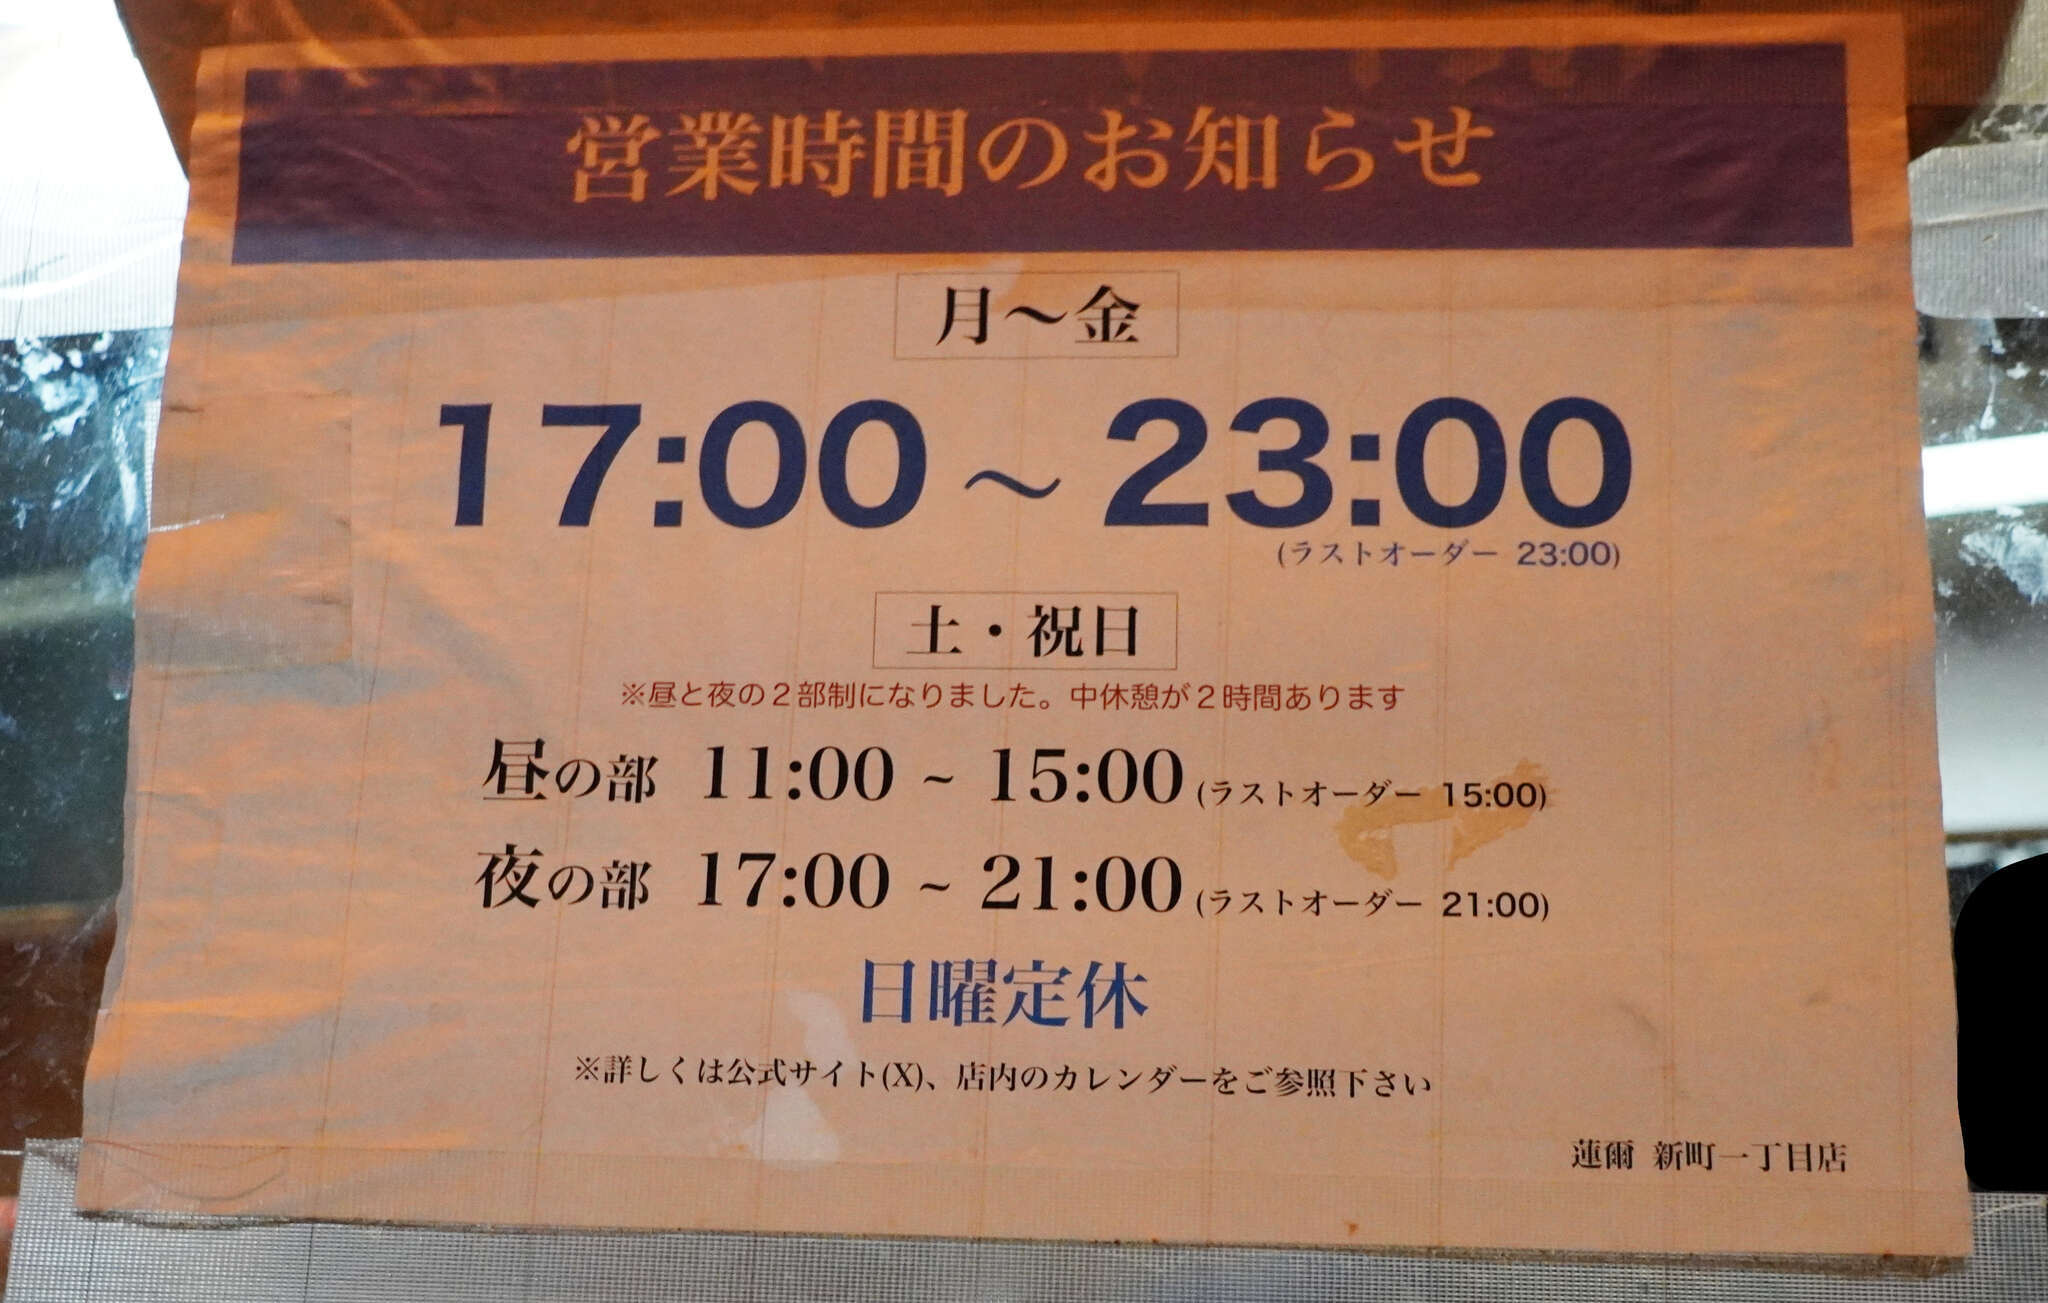 営業時間のお知らせ
月〜金
17:00 〜 23:00
(ラストオーダー 23:00)
土・祝日
※昼と夜の2部制になりました。中休憩が2時間あります
昼の部 11:00 ~ 15:00 (ラストオーダー 15:00)
夜の部 17:00 ~ 21:00 (ラストオーダー 21:00)
日曜定休
※詳しくは公式サイト(X)、店内のカレンダーをご参照下さい
蓮爾 新町一丁目店